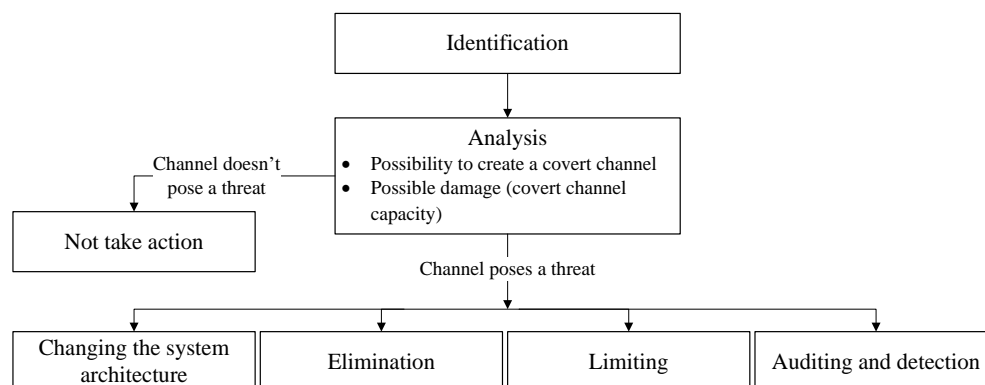 Identification
Analysis
• Possibility to create a covert channel
• Possible damage (covert channel
capacity)
Channel doesn’t
pose a threat
Not take action
Channel poses a threat
Changing the system
architecture
Elimination
Limiting
Auditing and detection